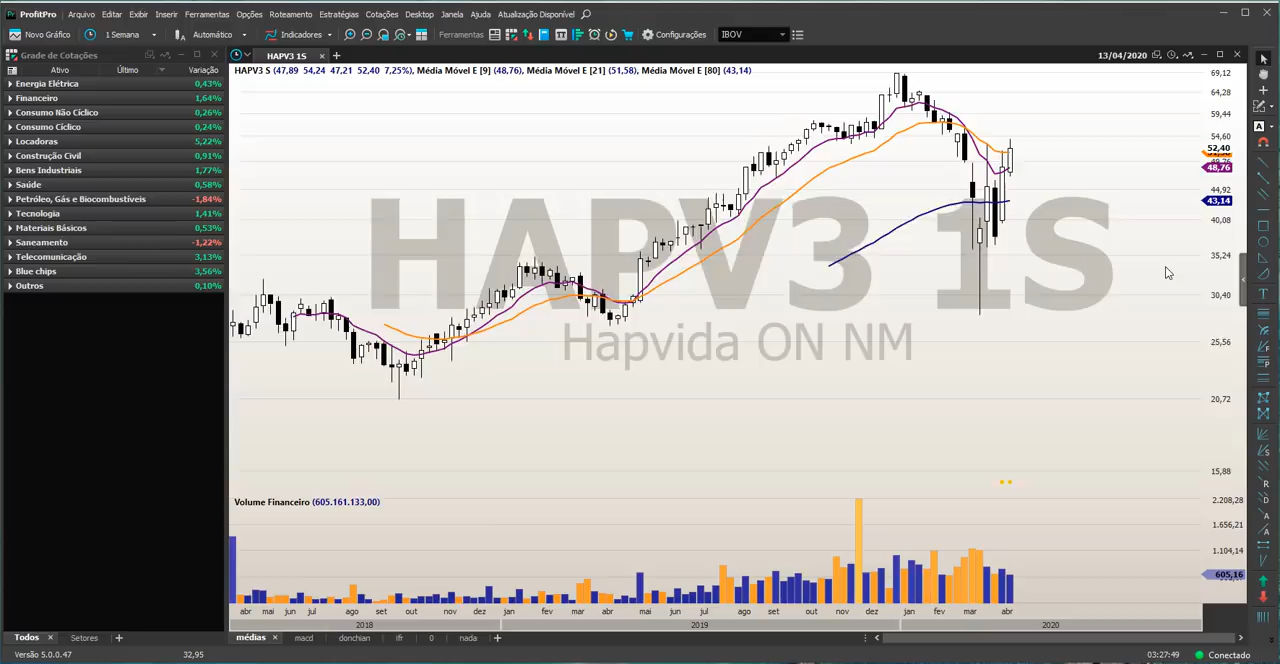 ProfitPro Arquivo Editar Exibir Inserir Ferramentas Opções Roteamento Estratégias Cotações Desktop Janela Ajuda Atualização Disponível
Novo Gráfico 1 Semana Automático Indicadores Ferramentas Configurações IBOV
Grade de Cotações
HAPV3 1S
13/04/2020
Ativo Último Variação
Energia Elétrica 0,43%
Financeiro 1,64%
Consumo Não Cíclico 0,26%
Consumo Cíclico 0,24%
Locadoras 5,22%
Construção Civil 0,91%
Bens Industriais 1,77%
Saúde 0,58%
Petróleo, Gás e Biocombustíveis -1,84%
Tecnologia 1,41%
Materiais Básicos 0,53%
Saneamento -1,22%
Telecomunicação 3,13%
Blue chips 3,56%
Outros 0,10%
HAPV3 S (47,89 54,24 47,21 52,40 7,25%), Média Móvel E [9] (48,76), Média Móvel E [21] (51,58), Média Móvel E [80] (43,14)
HAPV3 1S
Hapvida ON NM
69,12
64,28
59,44
54,60
52,40
48,76
44,92
43,14
40,08
35,24
30,40
25,56
20,72
15,88
Volume Financeiro (605.161.133,00)
2.208,28
1.656,21
1.104,14
605,16
abr mai jun jul ago set out nov dez jan fev mar abr mai jun jul ago set out nov dez jan fev mar abr
2018 2019 2020
Todos Setores
médias macd donchian ifr 0 nada
Versão 5.0.0.47 32,95 03:27:49 Conectado